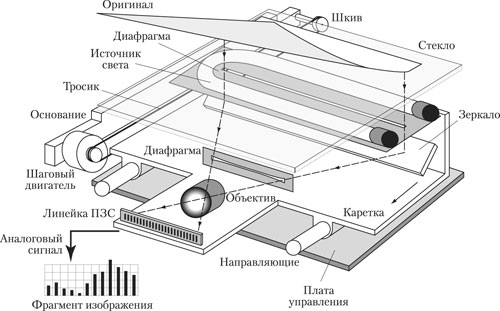 Оригинал
Шкив
Диафрагма
Стекло
Источник
света
Тросик
Основание
Зеркало
Диафрагма
Шаговый
двигатель
Объектив
Линейка ПЗС
Каретка
Аналоговый
сигнал
Направляющие
Плата
управления
Фрагмент изображения